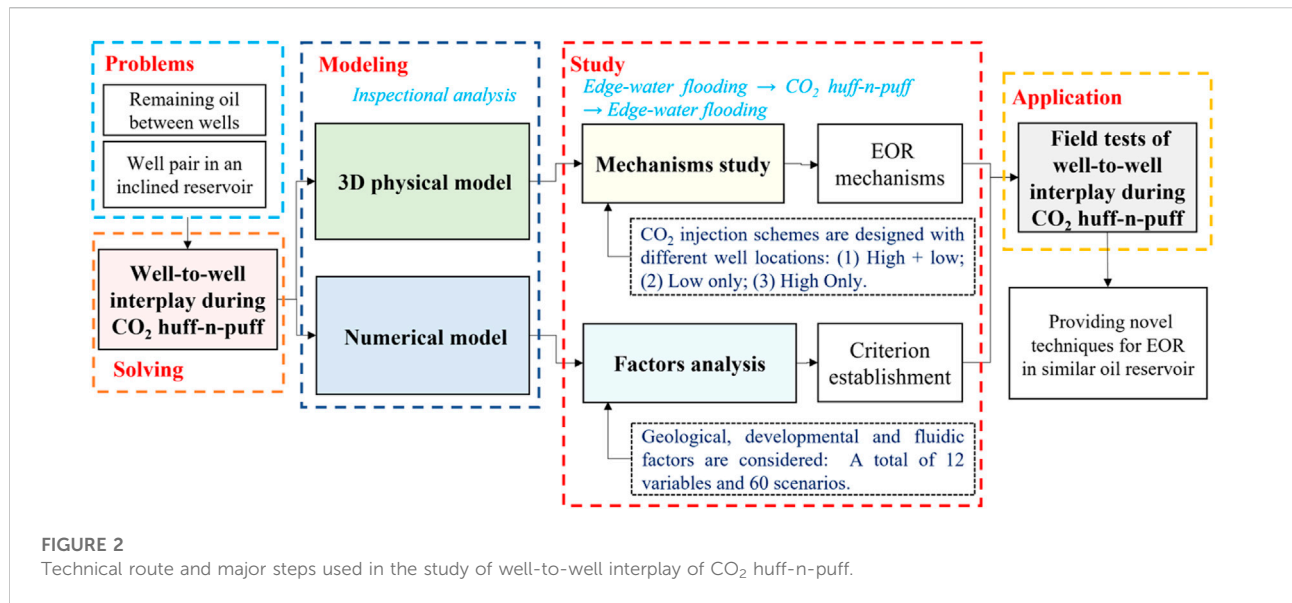 Problems
Remaining oil
between wells
Well pair in an
inclined reservoir
Well-to-well
interplay during
CO₂ huff-n-puff
Solving
Modeling
Inspectional analysis
3D physical model
Numerical model
Study
Edge-water flooding → CO₂ huff-n-puff
→ Edge-water flooding
Mechanisms study
EOR
mechanisms
CO₂ injection schemes are designed with
different well locations: (1) High + low;
(2) Low only; (3) High Only.
Factors analysis
Criterion
establishment
Geological, developmental and fluidic
factors are considered: A total of 12
variables and 60 scenarios.
Application
Field tests of
well-to-well
interplay during
CO₂ huff-n-puff
Providing novel
techniques for EOR
in similar oil reservoir
FIGURE 2
Technical route and major steps used in the study of well-to-well interplay of CO₂ huff-n-puff.